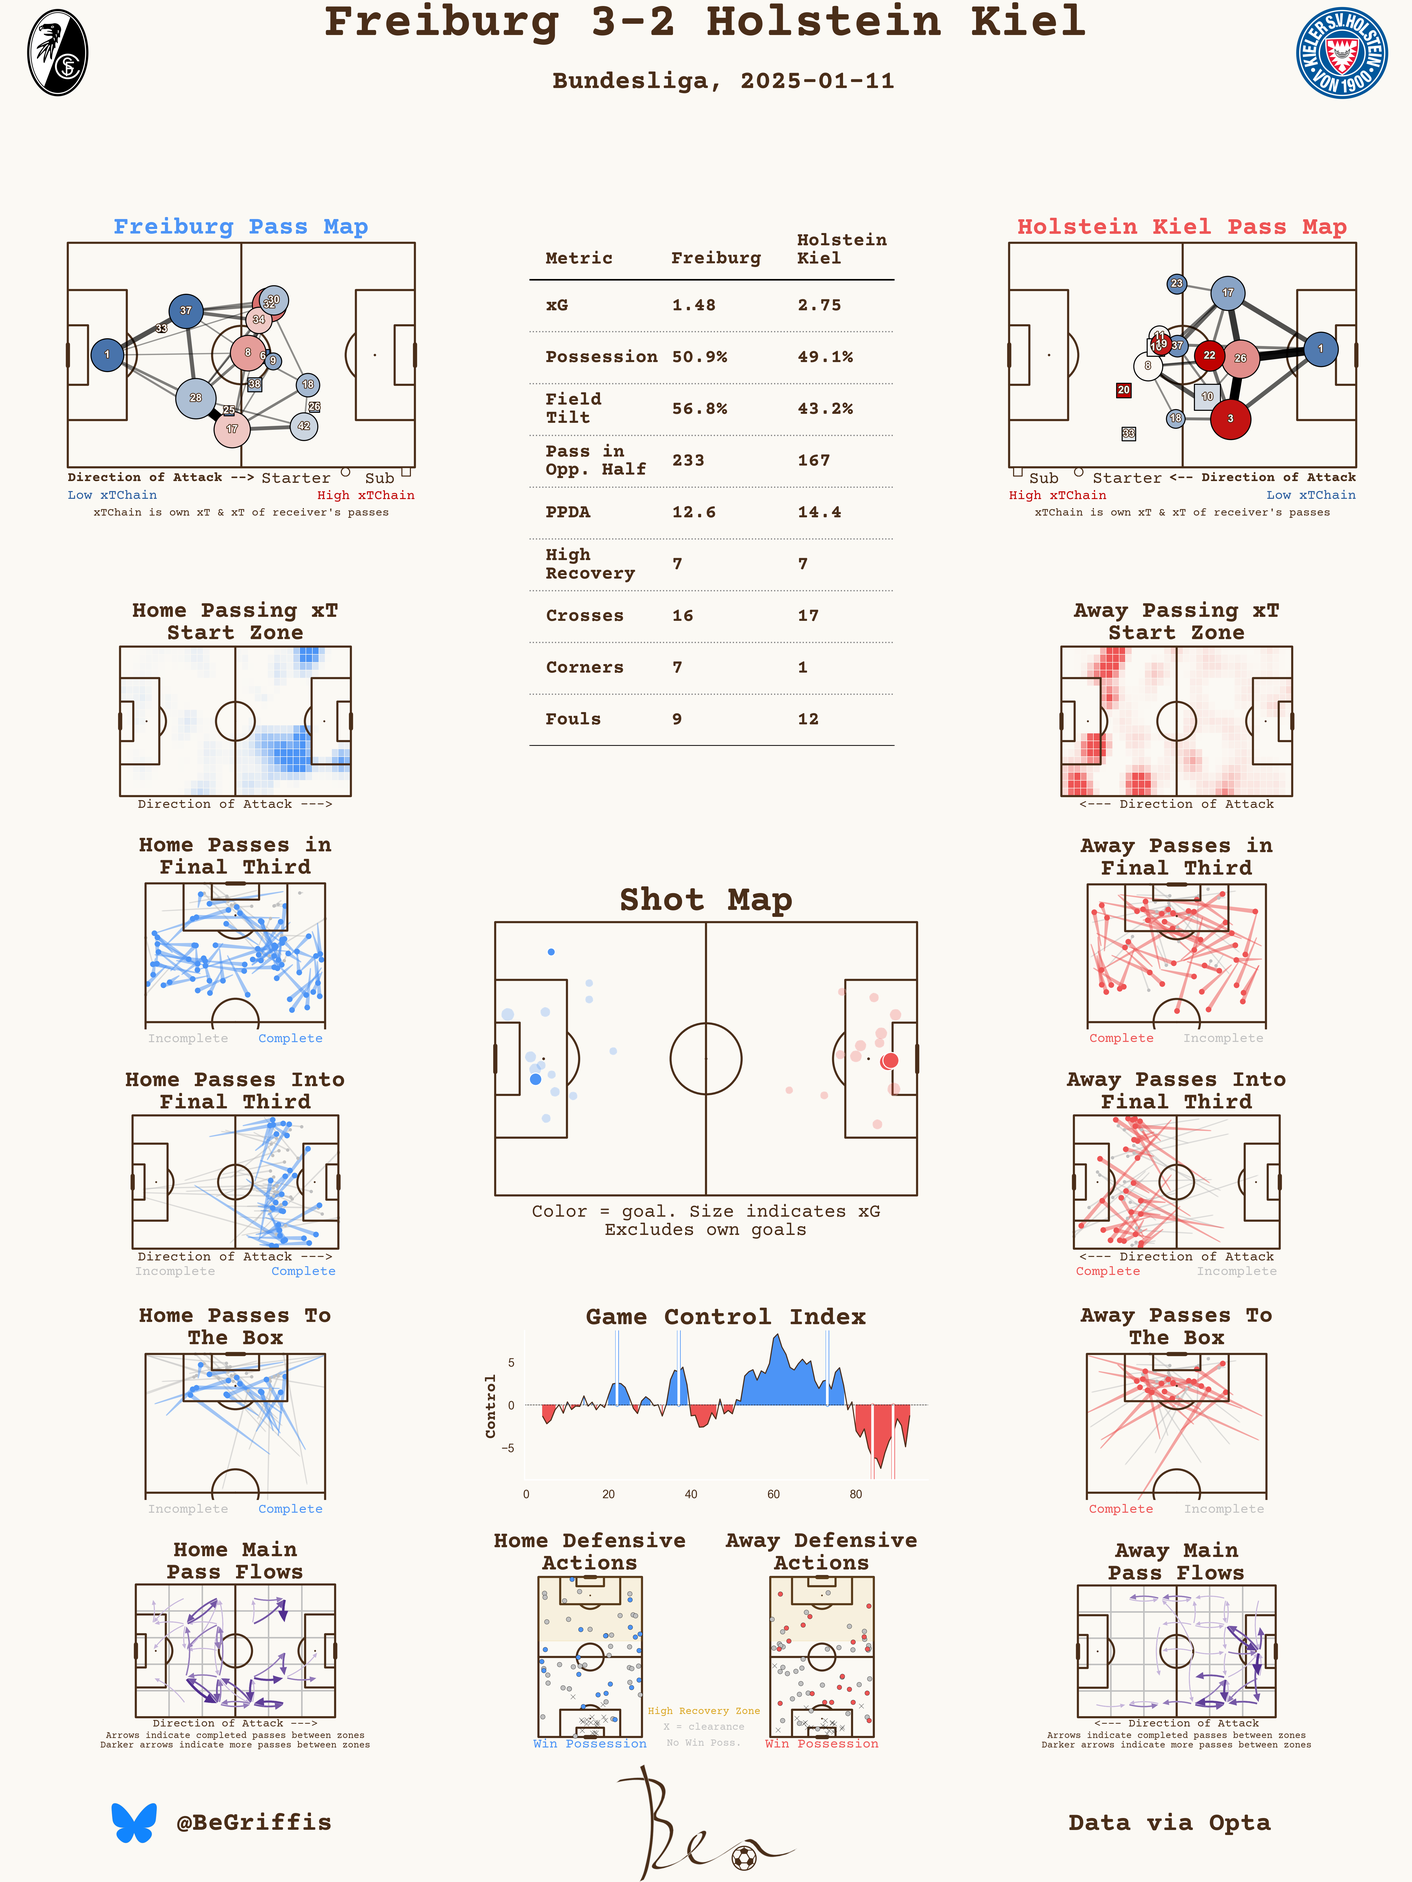 Freiburg 3-2 Holstein Kiel
Bundesliga, 2025-01-11
KIELER S.V. HOLSTEIN
VON 1900
Freiburg Pass Map
1
37
33
28
25
17
8
34
32
30
6
9
38
18
26
42
Direction of Attack --> Starter Sub
Low xTChain High xTChain
xTChain is own xT & xT of receiver's passes
Metric Freiburg Holstein Kiel
xG 1.48 2.75
Possession 50.9% 49.1%
Field Tilt 56.8% 43.2%
Pass in Opp. Half 233 167
PPDA 12.6 14.4
High Recovery 7 7
Crosses 16 17
Corners 7 1
Fouls 9 12
Holstein Kiel Pass Map
23
17
11
19
37
22
26
1
8
20
10
3
18
33
Sub Starter <-- Direction of Attack
High xTChain Low xTChain
xTChain is own xT & xT of receiver's passes
Home Passing xT
Start Zone
Direction of Attack --->
Away Passing xT
Start Zone
<--- Direction of Attack
Home Passes in
Final Third
Incomplete Complete
Away Passes in
Final Third
Complete Incomplete
Shot Map
Color = goal. Size indicates xG
Excludes own goals
Home Passes Into
Final Third
Direction of Attack --->
Incomplete Complete
Away Passes Into
Final Third
<--- Direction of Attack
Complete Incomplete
Home Passes To
The Box
Incomplete Complete
Game Control Index
Control
5
0
−5
0 20 40 60 80
Away Passes To
The Box
Complete Incomplete
Home Main
Pass Flows
Direction of Attack --->
Arrows indicate completed passes between zones
Darker arrows indicate more passes between zones
Home Defensive
Actions
Win Possession
High Recovery Zone
X = clearance
No Win Poss.
Away Defensive
Actions
Win Possession
Away Main
Pass Flows
<--- Direction of Attack
Arrows indicate completed passes between zones
Darker arrows indicate more passes between zones
@BeGriffis
Ben
Data via Opta